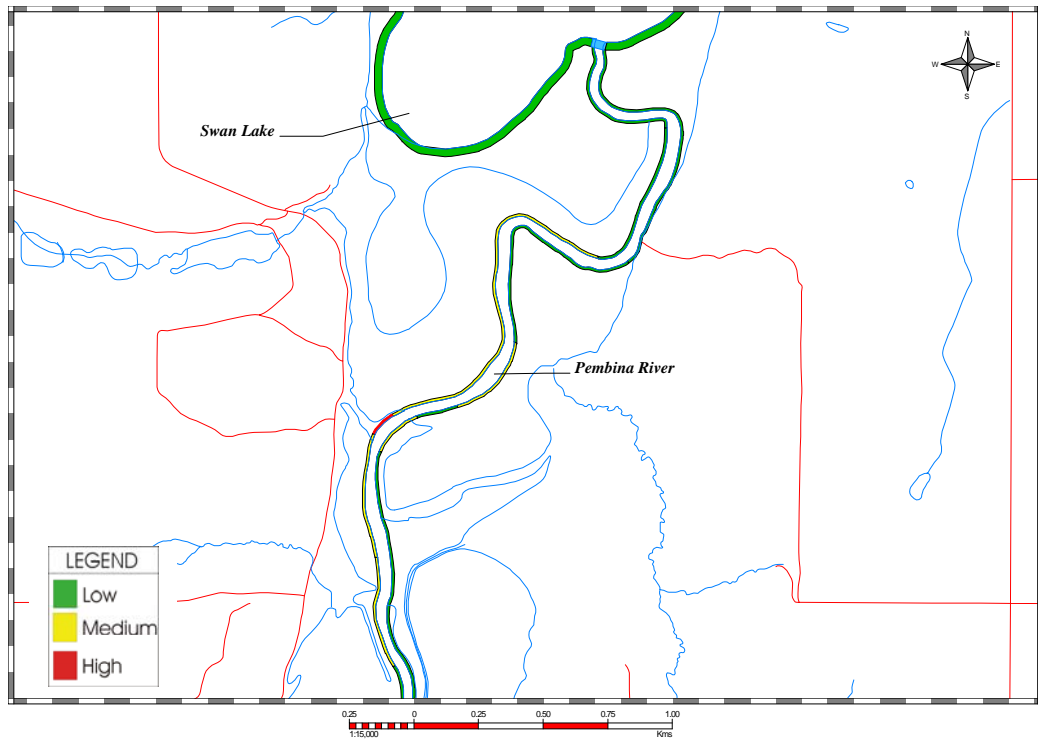 N
W E
S
Swan Lake
Pembina River
LEGEND
Low
Medium
High
0.25 0 0.25 0.50 0.75 1.00
1:15,000 Kms